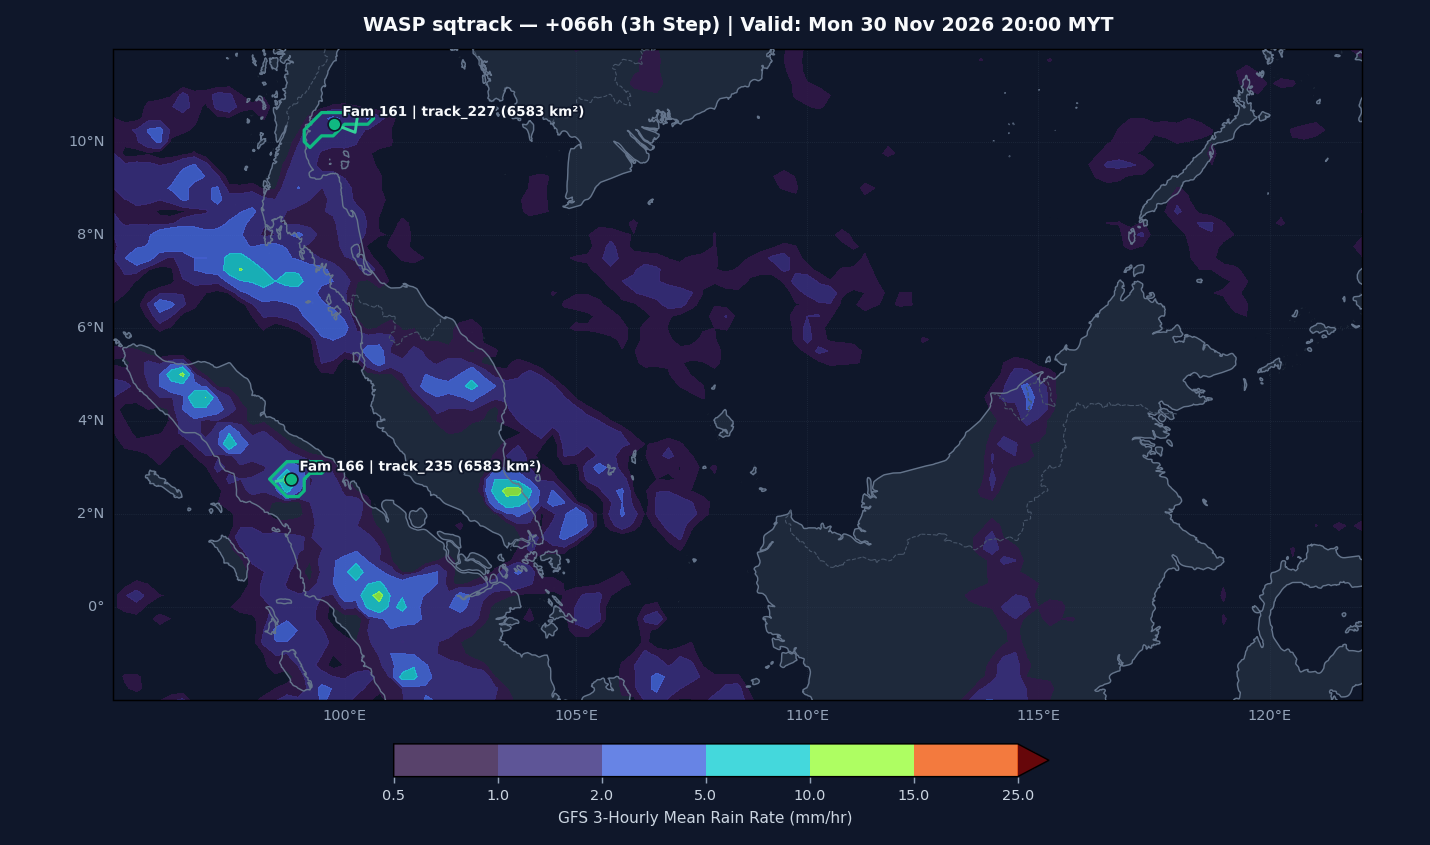 WASP sqtrack — +066h (3h Step) | Valid: Mon 30 Nov 2026 20:00 MYT
Fam 161 | track_227 (6583 km²)
10°N
8°N
6°N
4°N
Fam 166 | track_235 (6583 km²)
2°N
0°
100°E 105°E 110°E 115°E 120°E
0.5 1.0 2.0 5.0 10.0 15.0 25.0
GFS 3-Hourly Mean Rain Rate (mm/hr)